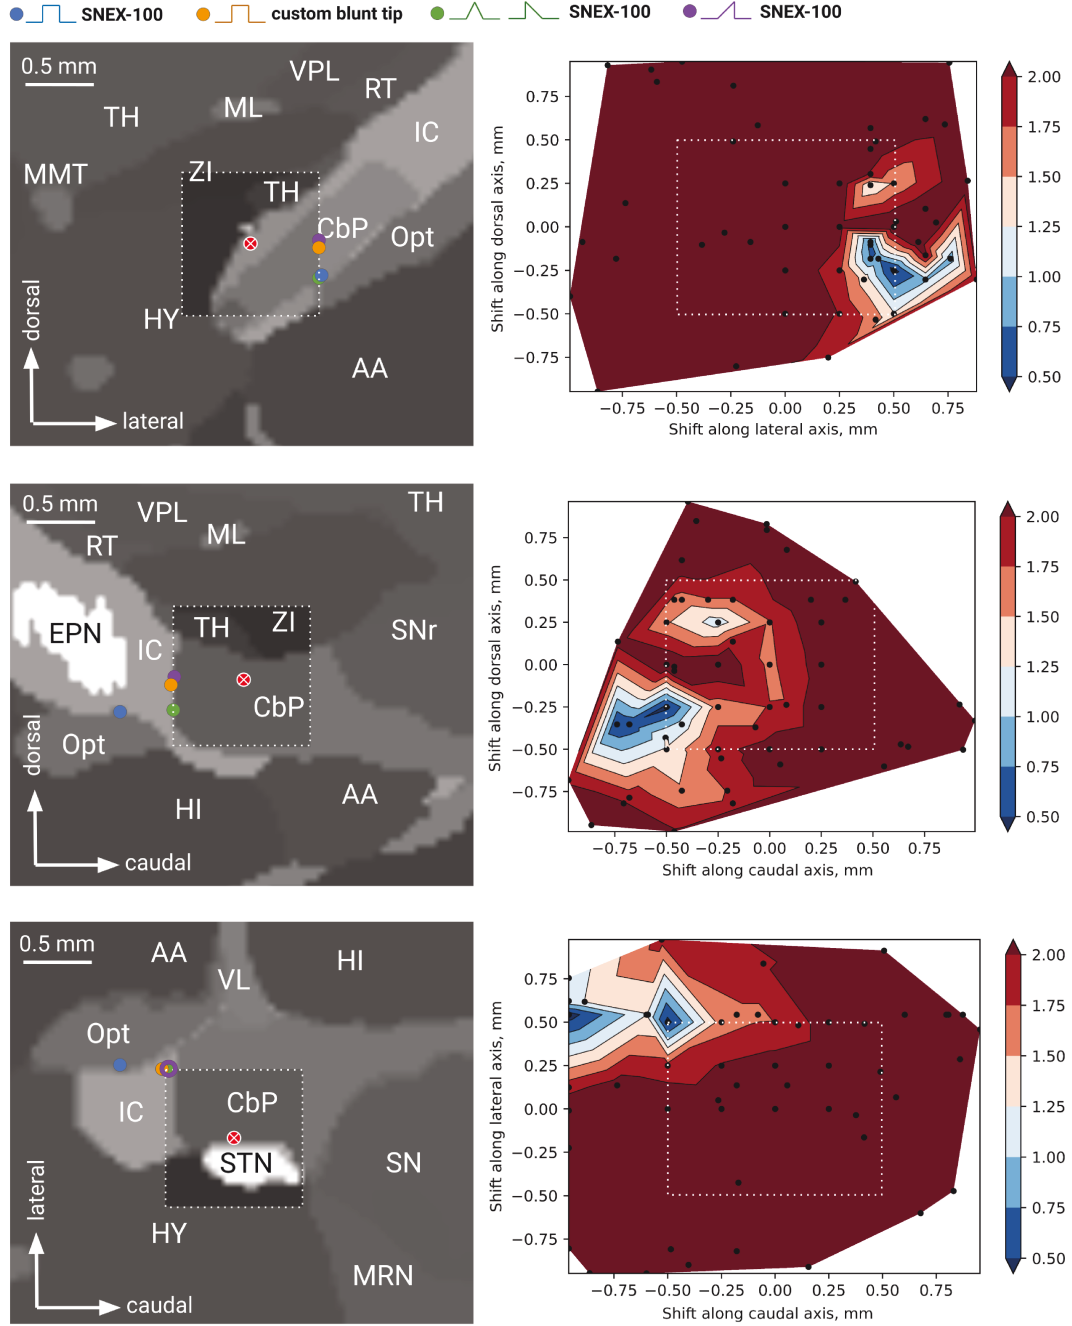 SNEX-100 custom blunt tip SNEX-100 SNEX-100
0.5 mm
VPL
RT
TH
ML
IC
MMT
ZI
TH
CbP
Opt
HY
AA
dorsal
lateral
Shift along dorsal axis, mm
0.75
0.50
0.25
0.00
−0.25
−0.50
−0.75
−0.75 −0.50 −0.25 0.00 0.25 0.50 0.75
Shift along lateral axis, mm
2.00
1.75
1.50
1.25
1.00
0.75
0.50
0.5 mm
VPL
TH
ML
RT
EPN
IC
TH
ZI
SNr
CbP
Opt
HI
AA
dorsal
caudal
Shift along dorsal axis, mm
0.75
0.50
0.25
0.00
−0.25
−0.50
−0.75
−0.75 −0.50 −0.25 0.00 0.25 0.50 0.75
Shift along caudal axis, mm
2.00
1.75
1.50
1.25
1.00
0.75
0.50
0.5 mm
AA
HI
VL
Opt
IC
CbP
STN
SN
HY
MRN
lateral
caudal
Shift along lateral axis, mm
0.75
0.50
0.25
0.00
−0.25
−0.50
−0.75
−0.75 −0.50 −0.25 0.00 0.25 0.50 0.75
Shift along caudal axis, mm
2.00
1.75
1.50
1.25
1.00
0.75
0.50